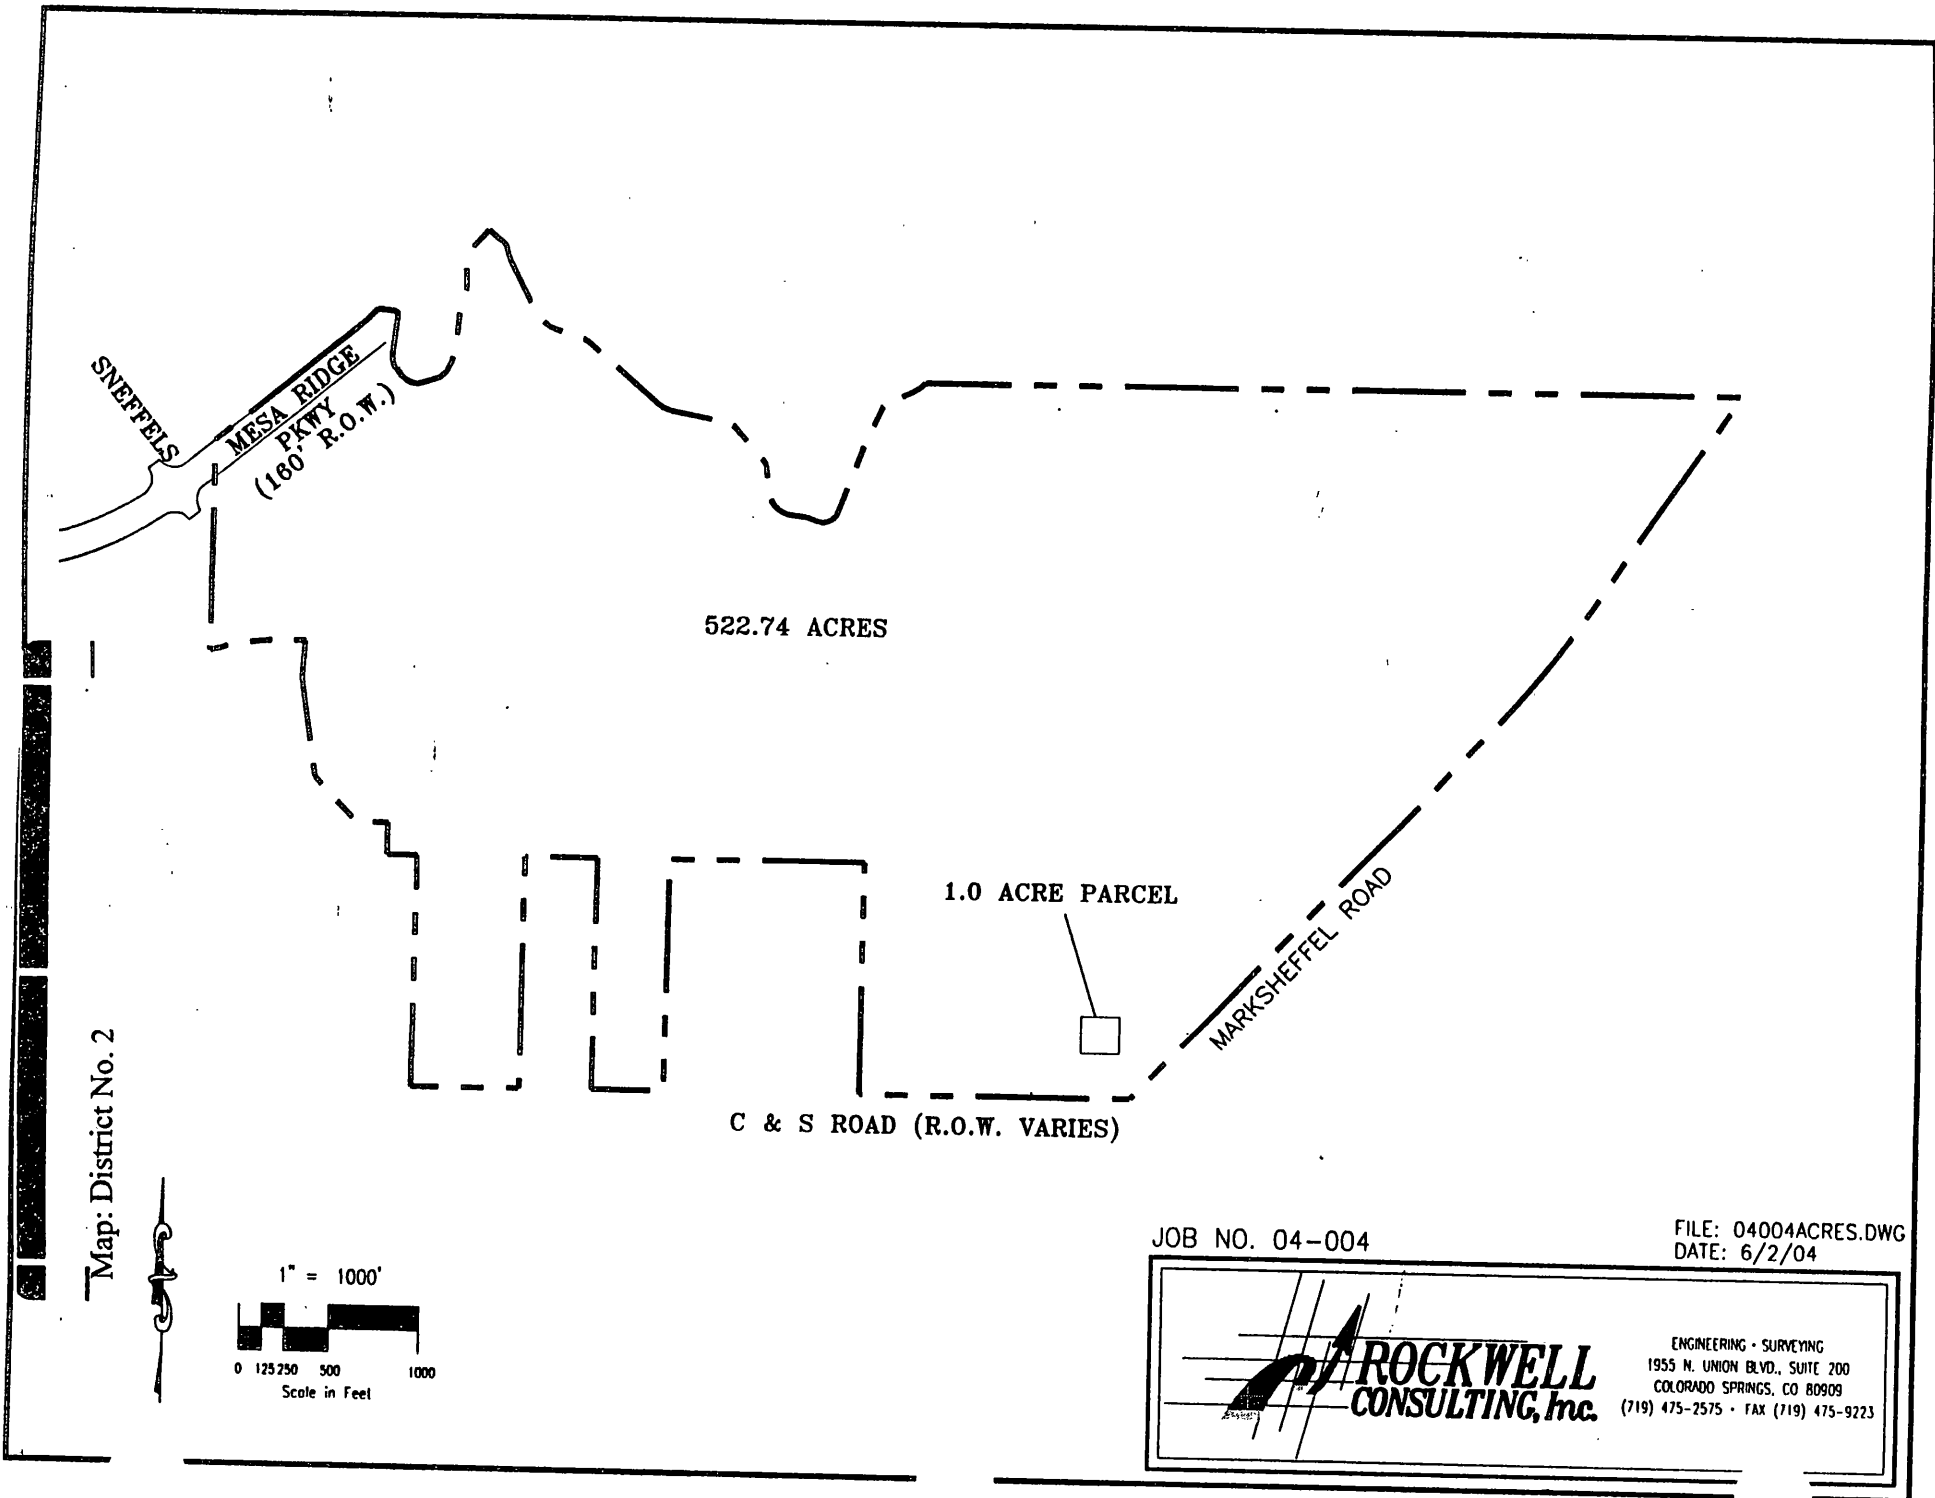 SNEFFELS
MESA RIDGE
PKWY
(160' R.O.W.)
522.74 ACRES
1.0 ACRE PARCEL
MARKSHEFFEL ROAD
C & S ROAD (R.O.W. VARIES)
Map: District No. 2
1" = 1000'
0 125 250 500 1000
Scale in Feet
JOB NO. 04-004
FILE: 04004ACRES.DWG
DATE: 6/2/04
ROCKWELL
CONSULTING, Inc.
ENGINEERING • SURVEYING
1955 N. UNION BLVD., SUITE 200
COLORADO SPRINGS, CO 80909
(719) 475-2575 • FAX (719) 475-9223